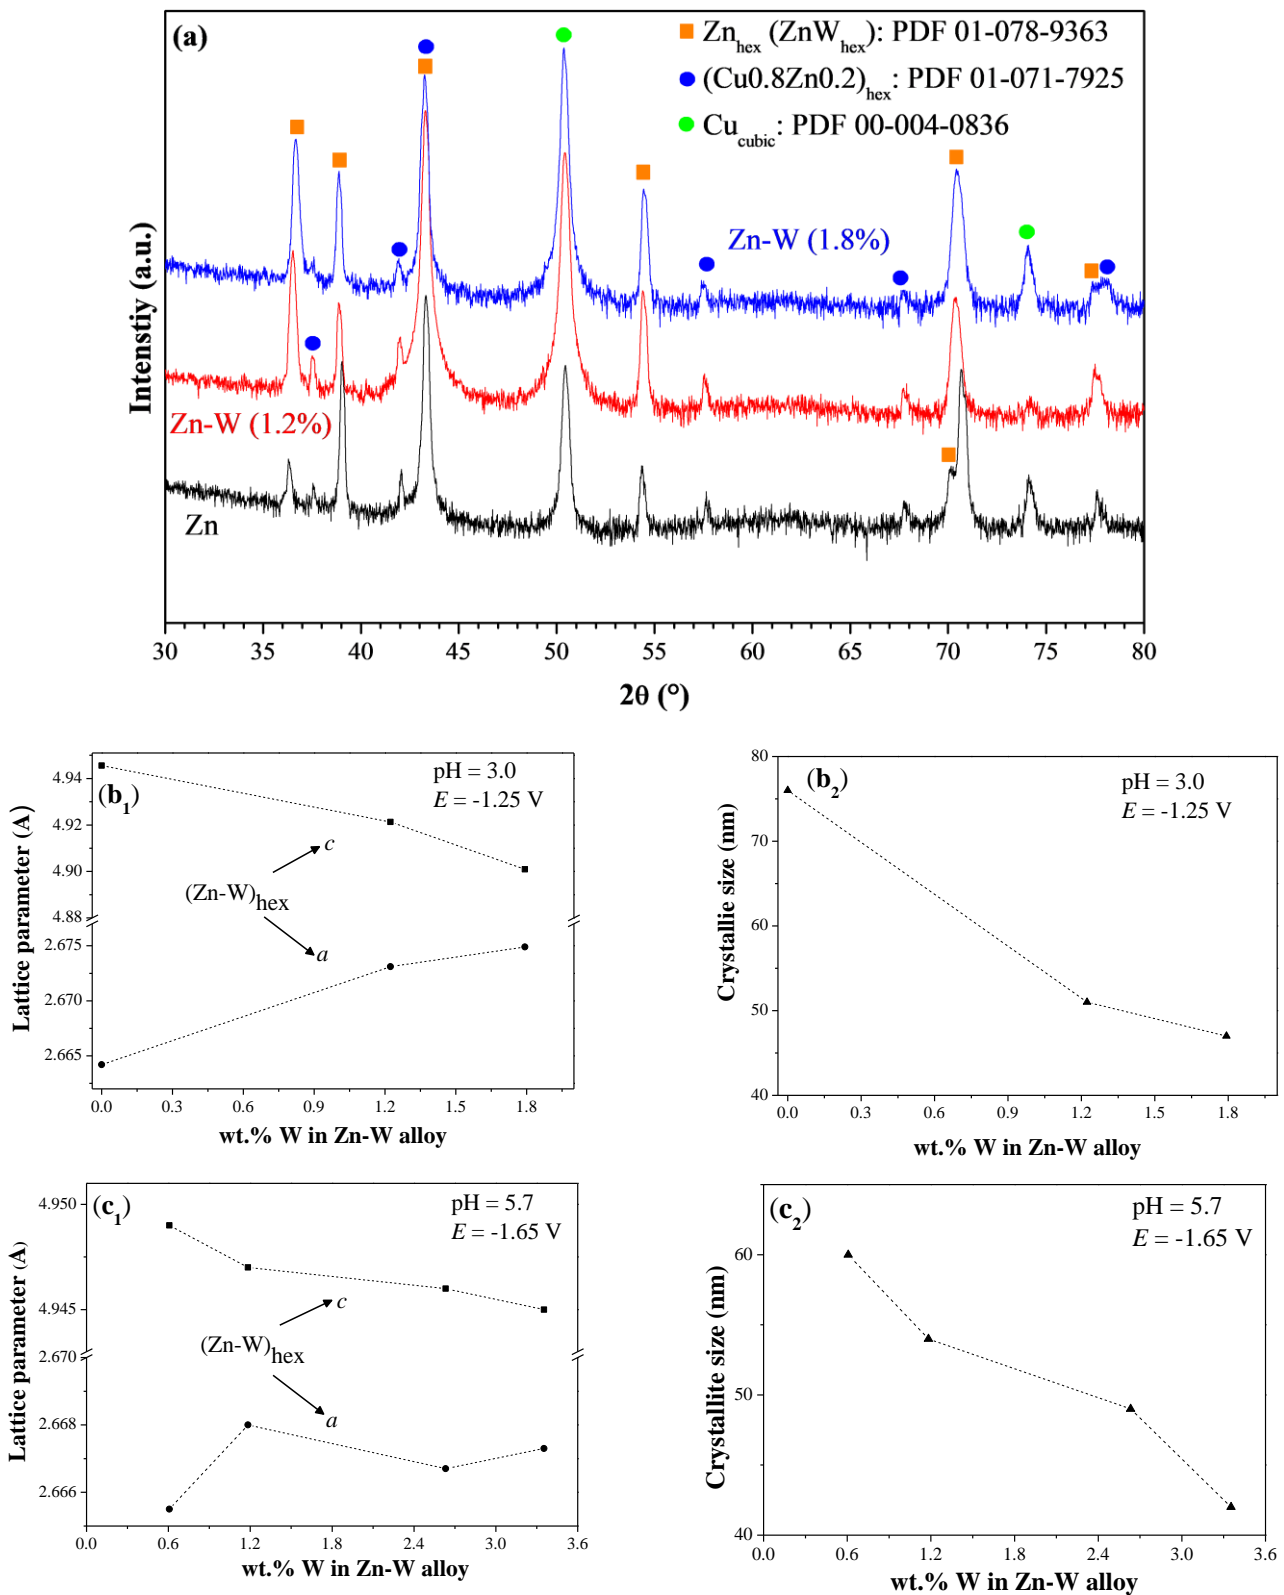 (a)
Zn_hex (ZnW_hex): PDF 01-078-9363
(Cu0.8Zn0.2)_hex: PDF 01-071-7925
Cu_cubic: PDF 00-004-0836
Zn-W (1.8%)
Zn-W (1.2%)
Zn
Intenstiy (a.u.)
30 35 40 45 50 55 60 65 70 75 80
2θ (°)
(b1)
pH = 3.0
E = -1.25 V
4.94
4.92
4.90
4.88
2.675
2.670
2.665
c
(Zn-W)hex
a
Lattice parameter (A)
0.0 0.3 0.6 0.9 1.2 1.5 1.8
wt.% W in Zn-W alloy
(b2)
pH = 3.0
E = -1.25 V
80
70
60
50
40
Crystallie size (nm)
0.0 0.3 0.6 0.9 1.2 1.5 1.8
wt.% W in Zn-W alloy
(c1)
pH = 5.7
E = -1.65 V
4.950
4.945
2.670
2.668
2.666
c
(Zn-W)hex
a
Lattice parameter (A)
0.0 0.6 1.2 1.8 2.4 3.0 3.6
wt.% W in Zn-W alloy
(c2)
pH = 5.7
E = -1.65 V
60
50
40
Crystallite size (nm)
0.0 0.6 1.2 1.8 2.4 3.0 3.6
wt.% W in Zn-W alloy